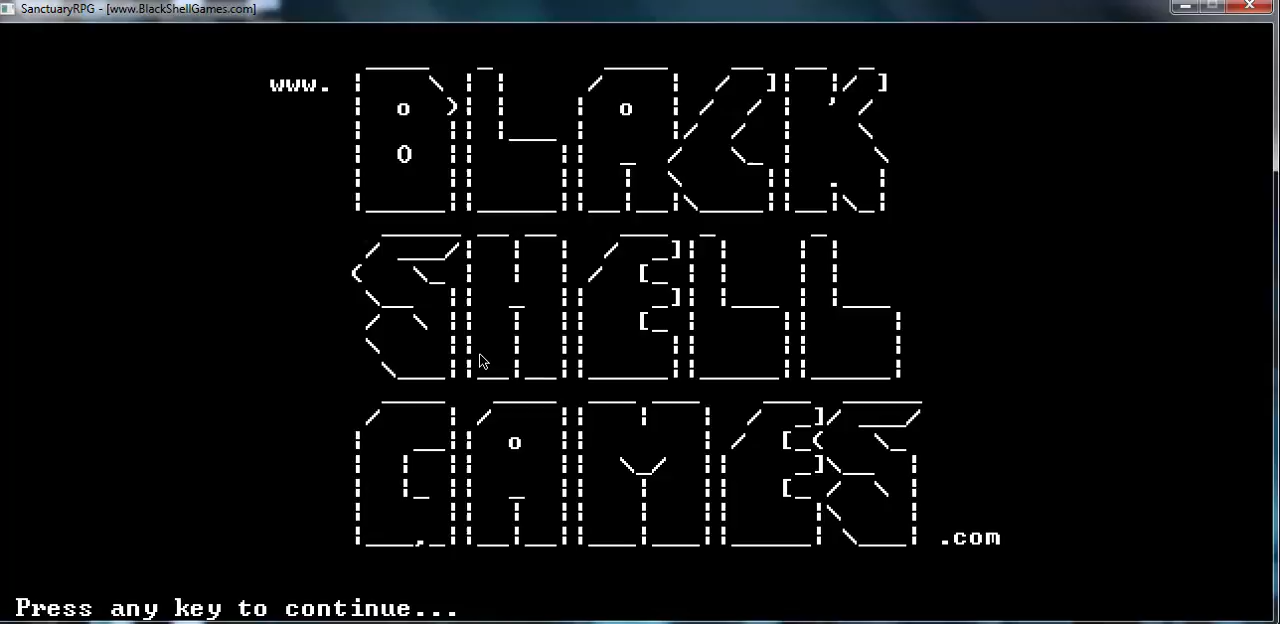 SanctuaryRPG - [www.BlackShellGames.com]
www. BLACK
SHELL
GAMES .com
Press any key to continue...